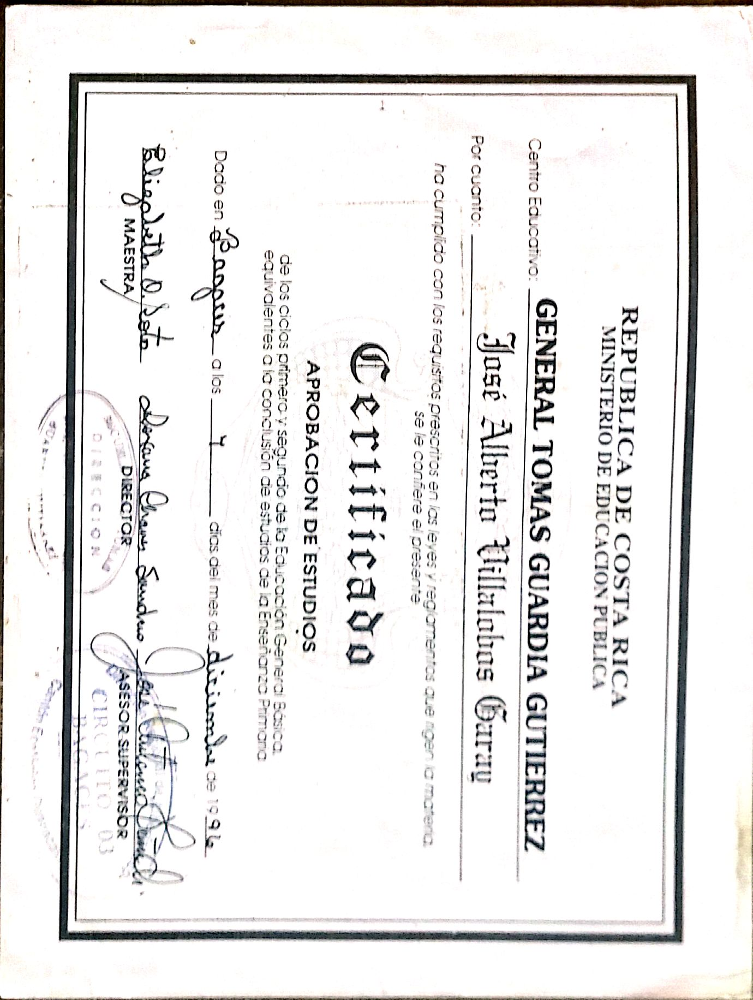 REPUBLICA DE COSTA RICA
MINISTERIO DE EDUCACION PUBLICA
Centro Educativo: GENERAL TOMAS GUARDIA GUTIERREZ
Por cuanto: José Alberto Villalobos Garay
ha cumplido con los requisitos prescritos en las leyes y reglamentos que rigen la materia,
se le confiere el presente
Certificado
APROBACION DE ESTUDIOS
de los ciclos primero y segundo de la Educación General Básica,
equivalentes a la conclusión de estudios de la Enseñanza Primaria
Dado en Bagaces a los 7 días del mes de diciembre de 1996
MAESTRA DIRECTOR ASESOR-SUPERVISOR
DIRECCION
CIRCUITO 03
BAGACES